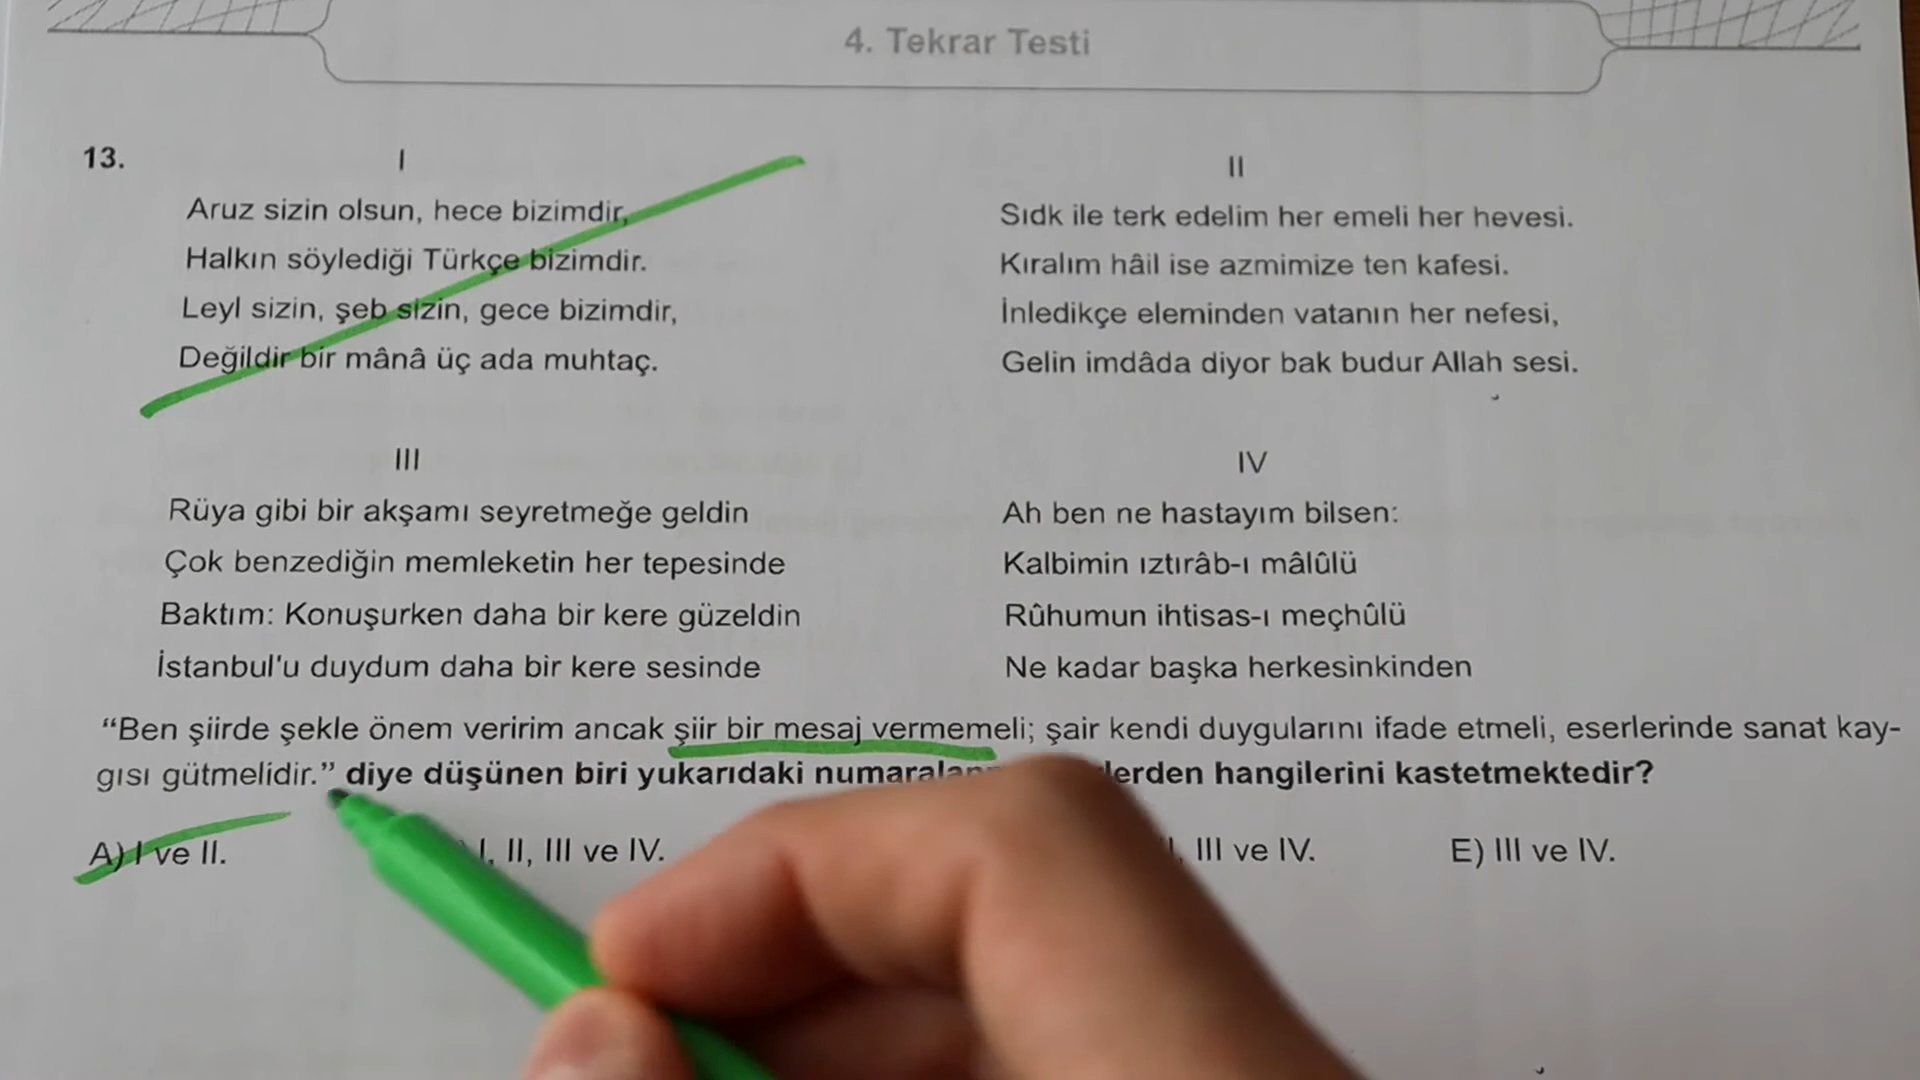 4. Tekrar Testi
13.
I
Aruz sizin olsun, hece bizimdir,
Halkın söylediği Türkçe bizimdir.
Leyl sizin, şeb sizin, gece bizimdir,
Değildir bir mânâ üç ada muhtaç.
II
Sıdk ile terk edelim her emeli her hevesi.
Kıralım hâil ise azmimize ten kafesi.
İnledikçe eleminden vatanın her nefesi,
Gelin imdâda diyor bak budur Allah sesi.
III
Rüya gibi bir akşamı seyretmeğe geldin
Çok benzediğin memleketin her tepesinde
Baktım: Konuşurken daha bir kere güzeldin
İstanbul'u duydum daha bir kere sesinde
IV
Ah ben ne hastayım bilsen:
Kalbimin ıztırâb-ı mâlûlü
Rûhumun ihtisas-ı meçhûlü
Ne kadar başka herkesinkinden
“Ben şiirde şekle önem veririm ancak şiir bir mesaj vermemeli; şair kendi duygularını ifade etmeli, eserlerinde sanat kay-
gısı gütmelidir.” diye düşünen biri yukarıdaki hangilerini kastetmektedir?
A) I ve II. I, II, III ve IV. III ve IV. E) III ve IV.